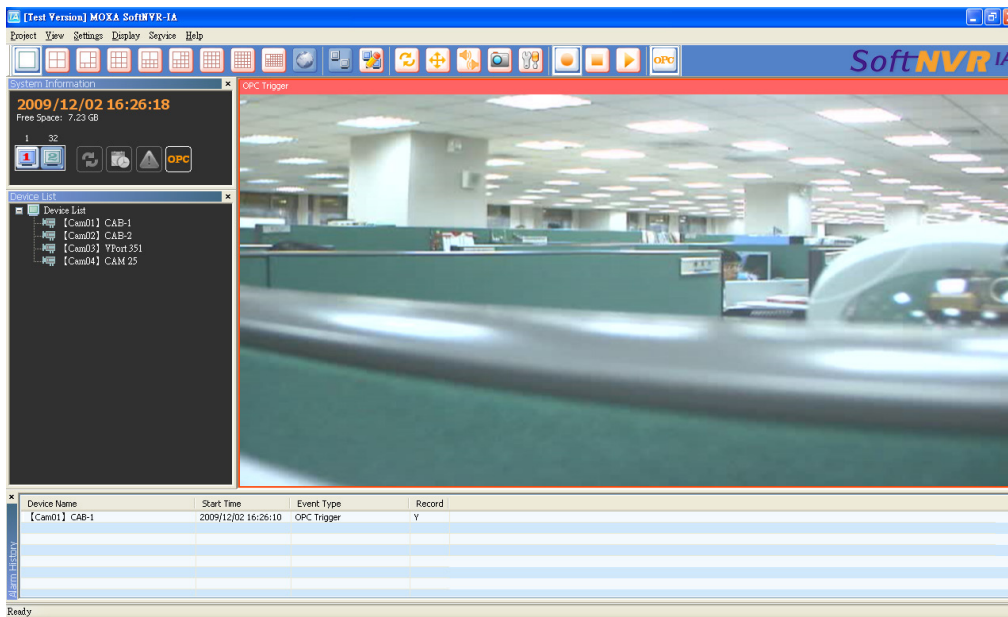 [Test Version] MOXA SoftNVR-IA
Project View Settings Display Service Help
OPC
SoftNVR IA
System Information
2009/12/02 16:26:18
Free Space: 7.23 GB
1 32
1 2
OPC
Device List
Device List
【Cam01】CAB-1
【Cam02】CAB-2
【Cam03】VPort 351
【Cam04】CAM 25
OPC Trigger
Device Name Start Time Event Type Record
【Cam01】CAB-1 2009/12/02 16:26:10 OPC Trigger Y
Alarm History
Ready